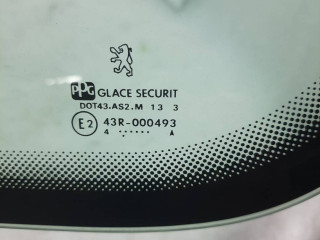 PPG GLACE SECURIT
DOT43.AS2.M 13 3
E2 43R-000493
4 ...... A